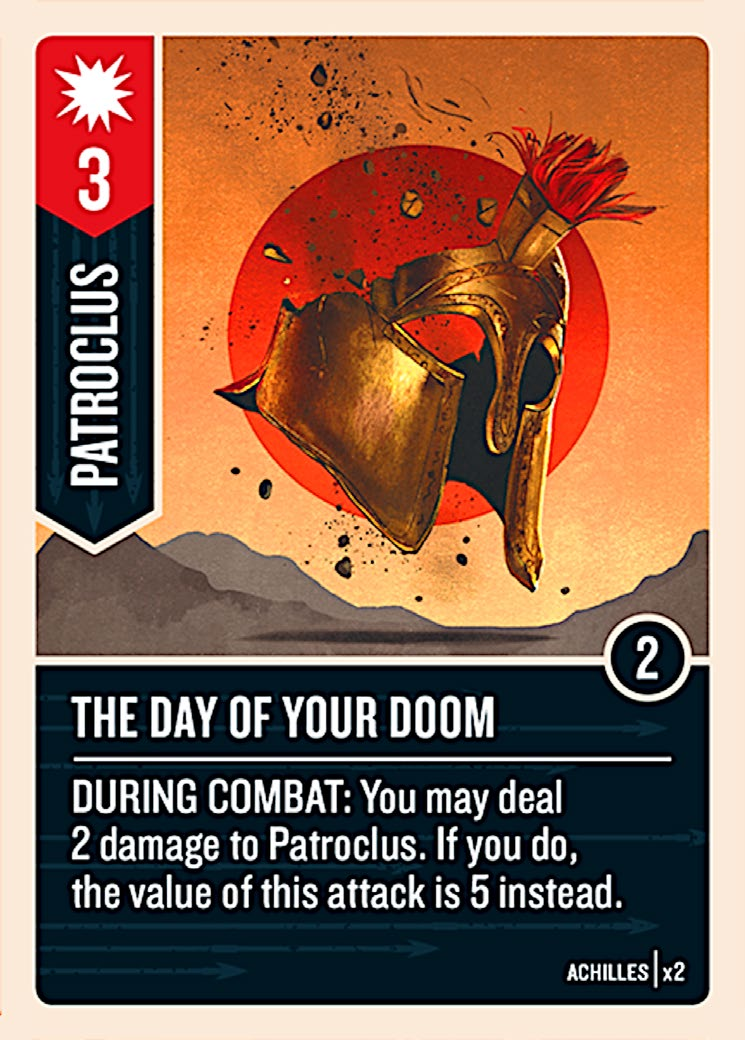 3
PATROCLUS
2
THE DAY OF YOUR DOOM
DURING COMBAT: You may deal
2 damage to Patroclus. If you do,
the value of this attack is 5 instead.
ACHILLES | x2